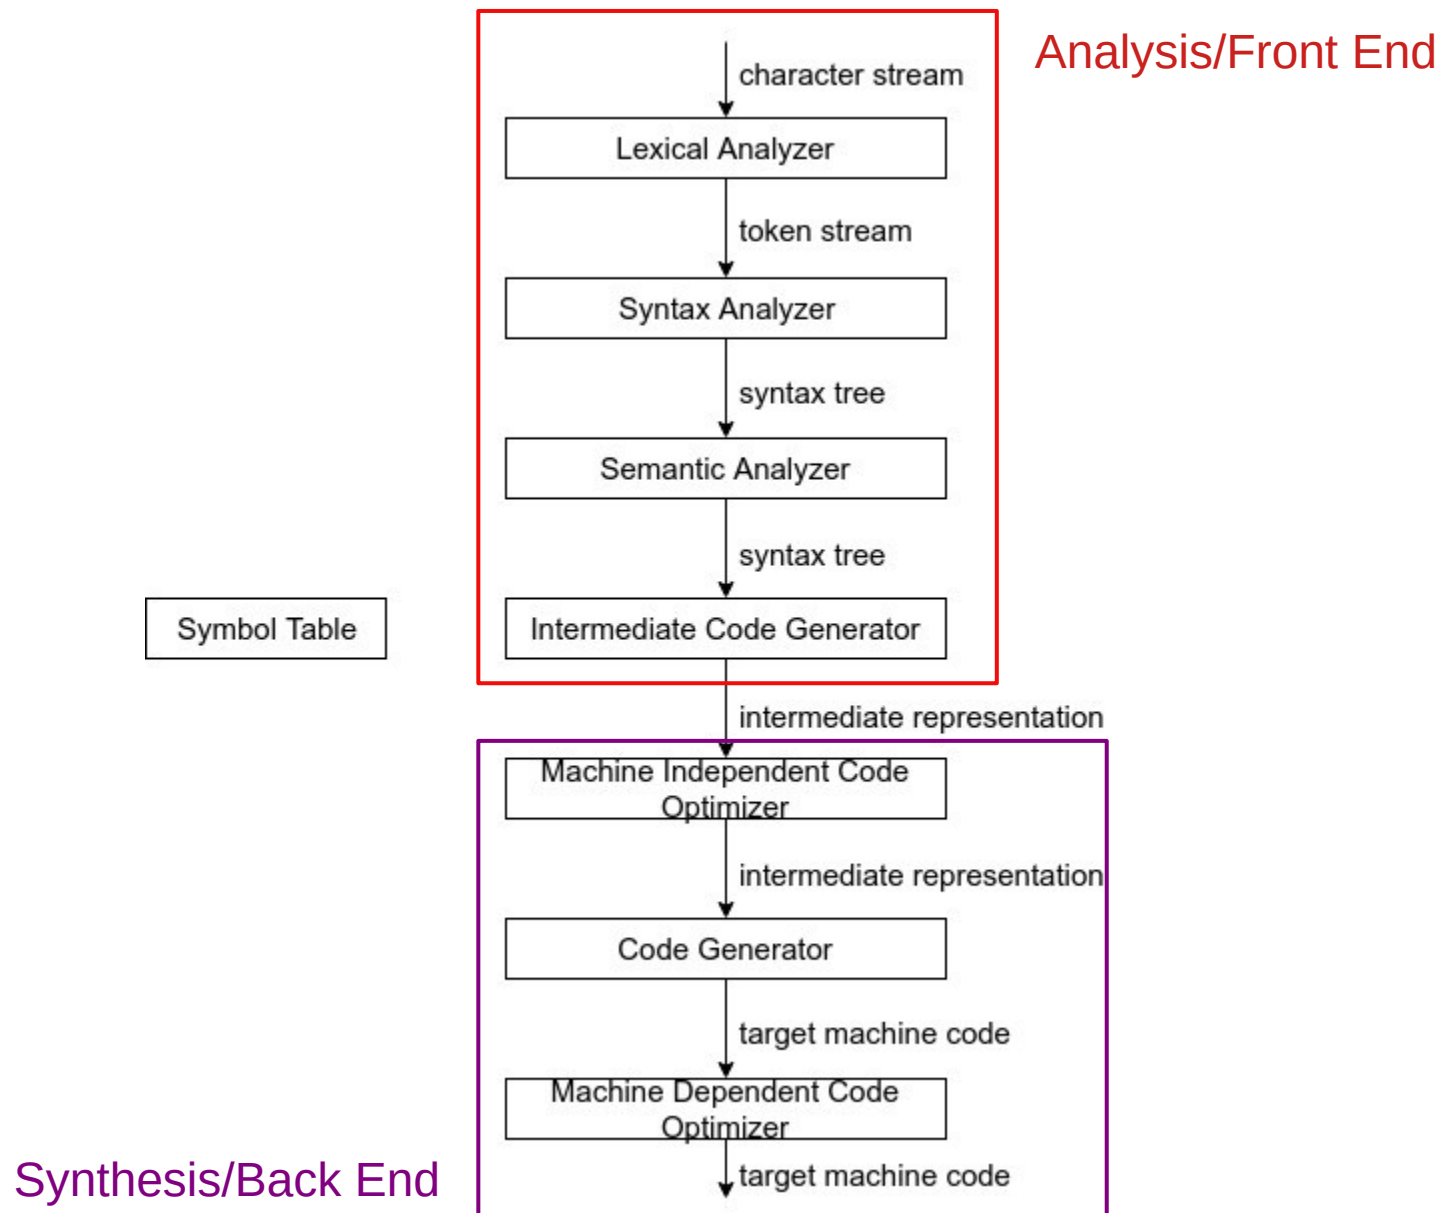 Analysis/Front End
character stream
Lexical Analyzer
token stream
Syntax Analyzer
syntax tree
Semantic Analyzer
syntax tree
Symbol Table
Intermediate Code Generator
intermediate representation
Machine Independent Code
Optimizer
intermediate representation
Code Generator
target machine code
Machine Dependent Code
Optimizer
target machine code
Synthesis/Back End